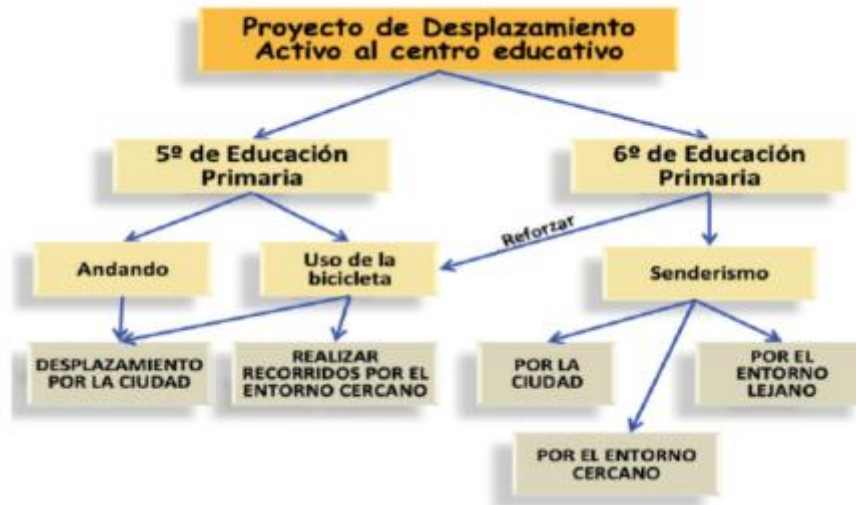 Proyecto de Desplazamiento
Activo al centro educativo
5º de Educación
Primaria
6º de Educación
Primaria
Reforzar
Andando
Uso de la
bicicleta
Senderismo
DESPLAZAMIENTO
POR LA CIUDAD
REALIZAR
RECORRIDOS POR EL
ENTORNO CERCANO
POR LA
CIUDAD
POR EL
ENTORNO
LEJANO
POR EL ENTORNO
CERCANO